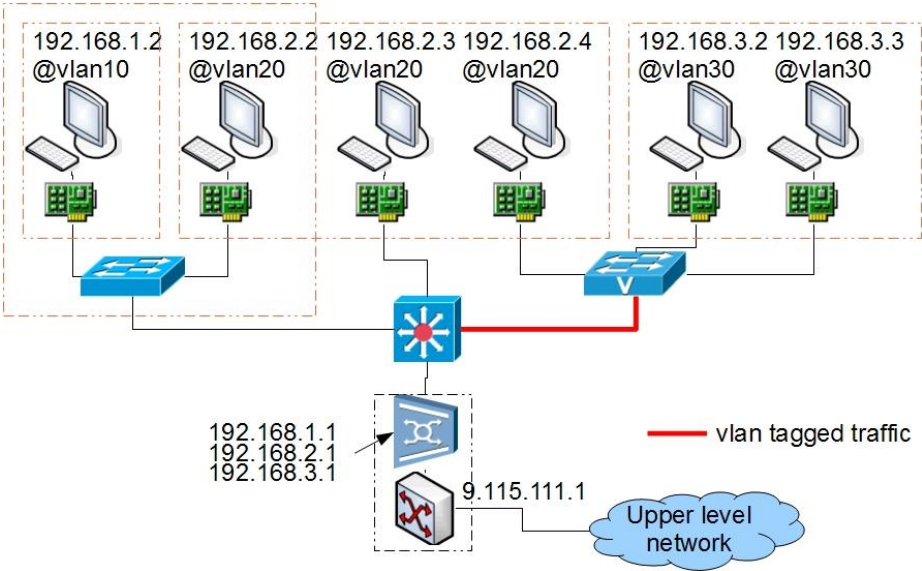 192.168.1.2 192.168.2.2 192.168.2.3 192.168.2.4 192.168.3.2 192.168.3.3
@vlan10 @vlan20 @vlan20 @vlan20 @vlan30 @vlan30
V
192.168.1.1
192.168.2.1
192.168.3.1
vlan tagged traffic
9.115.111.1
Upper level
network